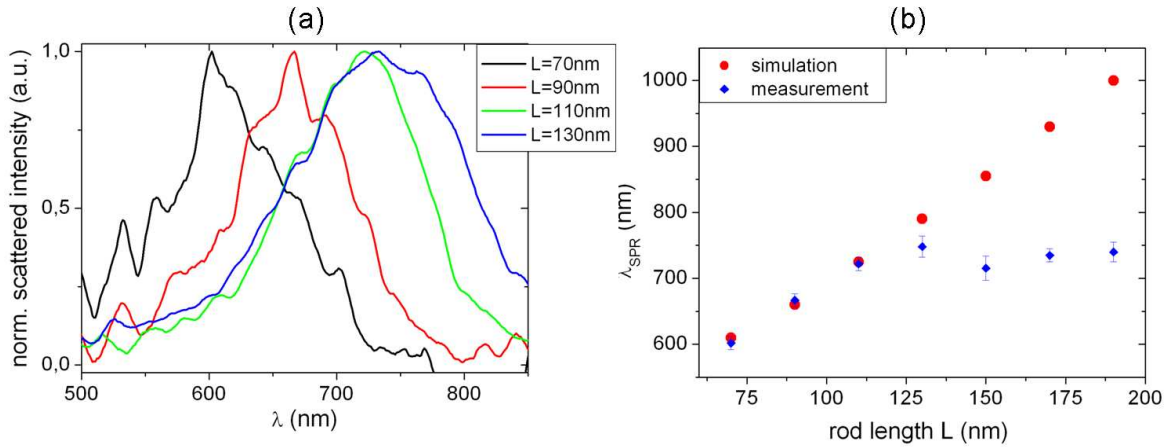 (a)
norm. scattered intensity (a.u.)
1,0
0,5
0,0
500
600
700
800
λ (nm)
L=70nm
L=90nm
L=110nm
L=130nm
(b)
λSPR (nm)
1000
900
800
700
600
75
100
125
150
175
200
rod length L (nm)
simulation
measurement